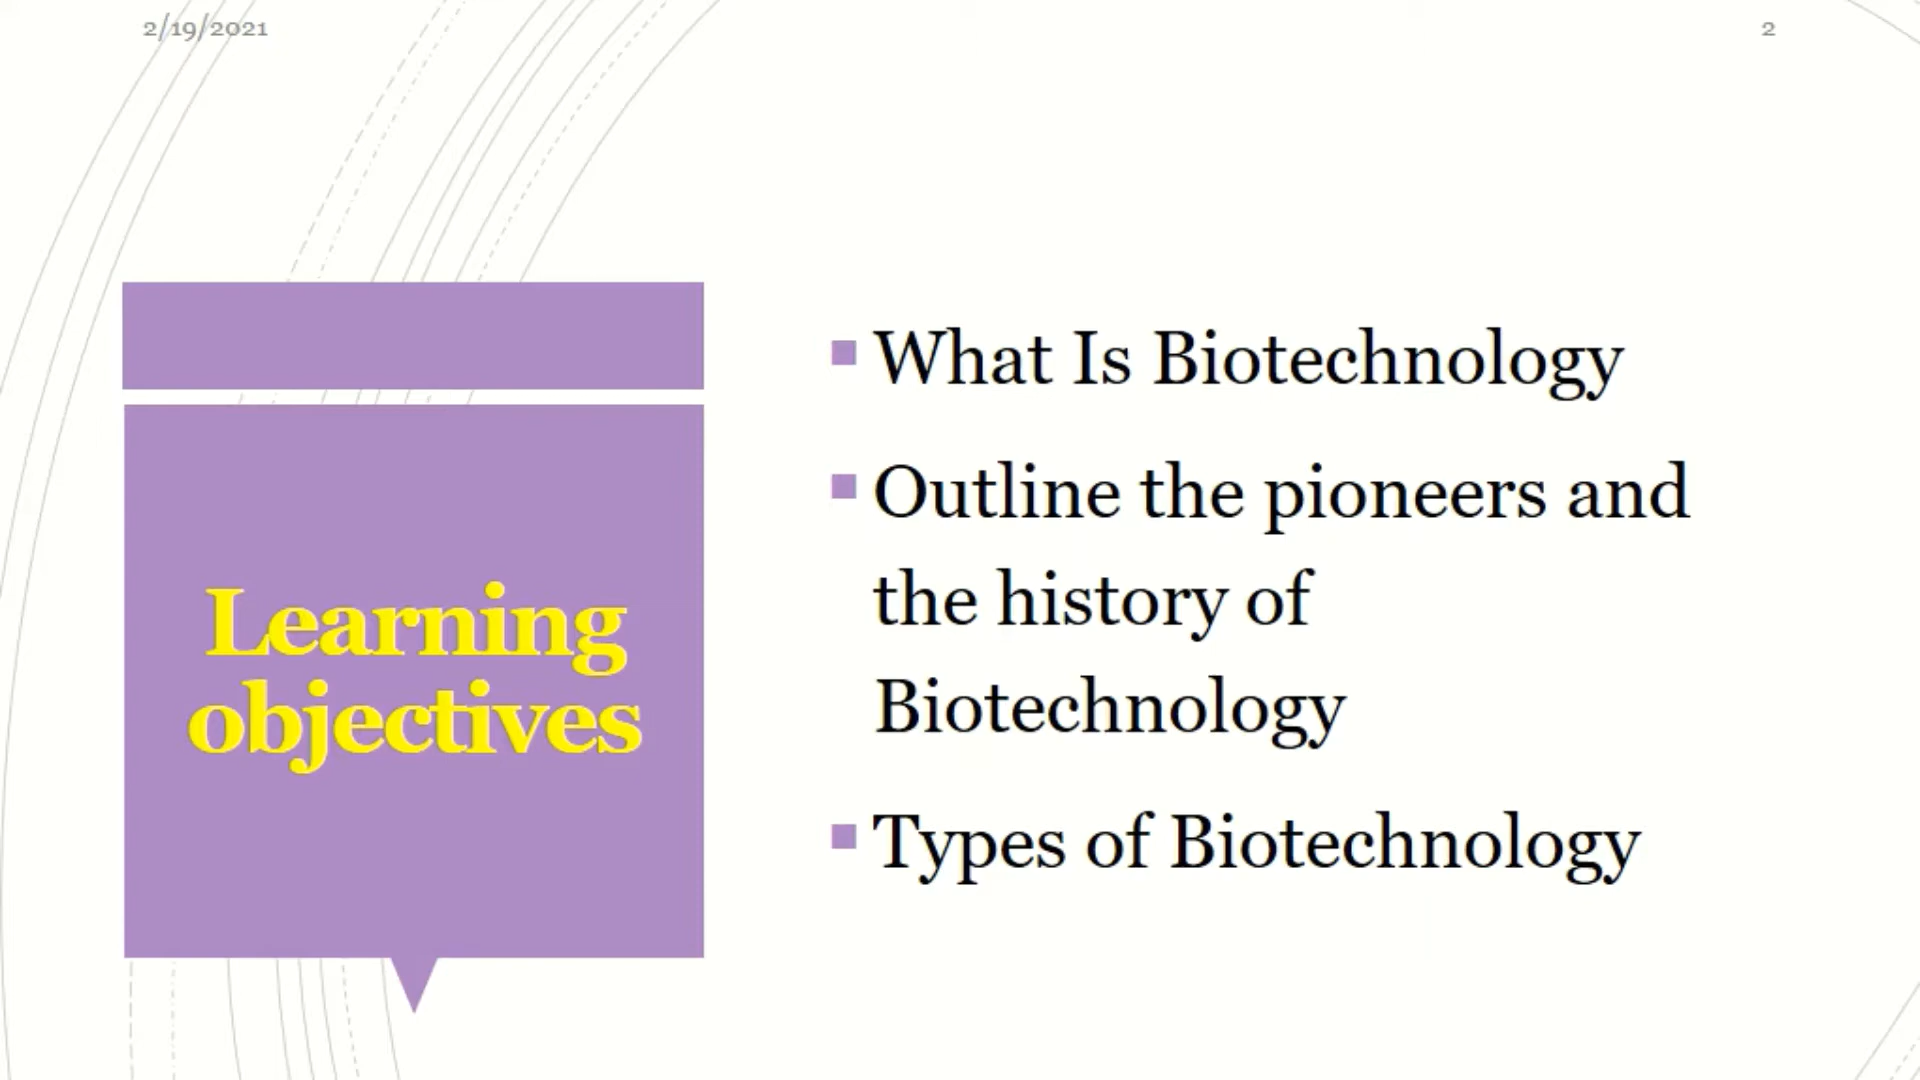 2/19/2021
2
Learning
objectives
What Is Biotechnology
Outline the pioneers and
the history of
Biotechnology
Types of Biotechnology